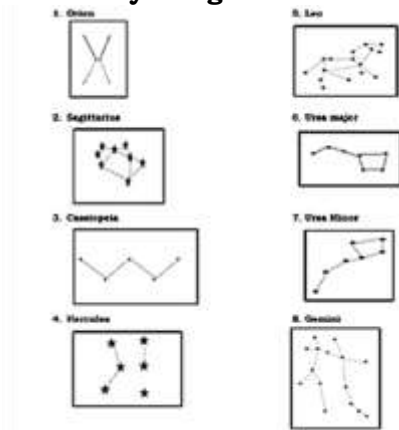 1. Orion
2. Sagittarius
3. Cassiopeia
4. Hercules
5. Leo
6. Ursa major
7. Ursa Minor
8. Gemini